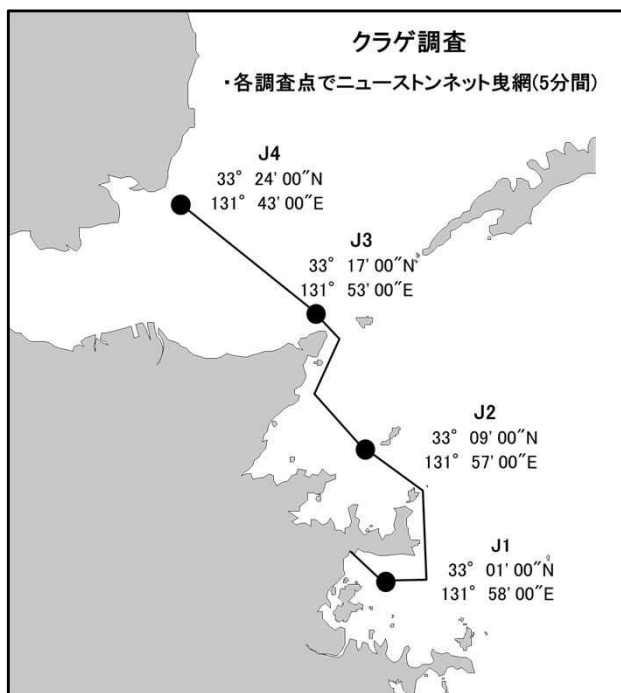 クラゲ調査
・各調査点でニューストンネット曳網(5分間)
J4
33° 24' 00"N
131° 43' 00"E
J3
33° 17' 00"N
131° 53' 00"E
J2
33° 09' 00"N
131° 57' 00"E
J1
33° 01' 00"N
131° 58' 00"E